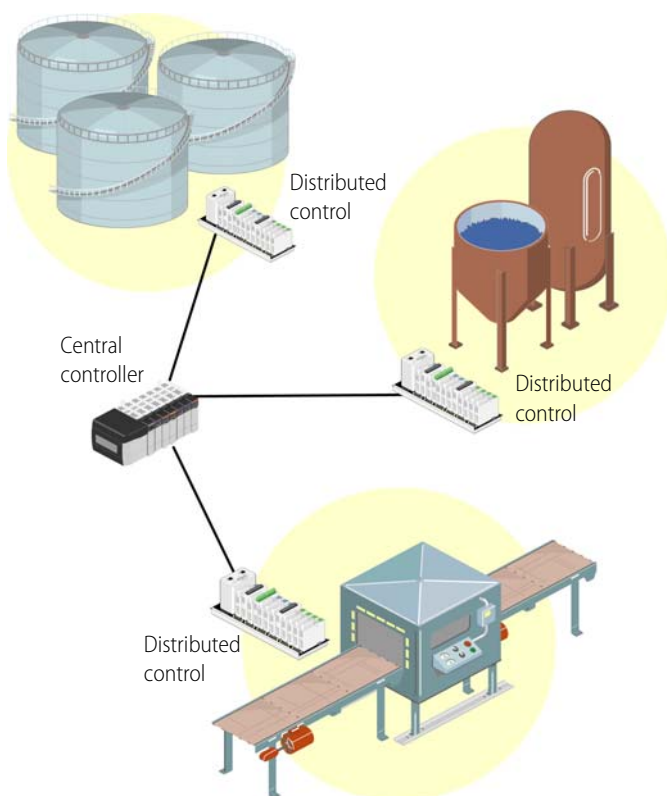 Distributed
control
Central
controller
Distributed
control
Distributed
control